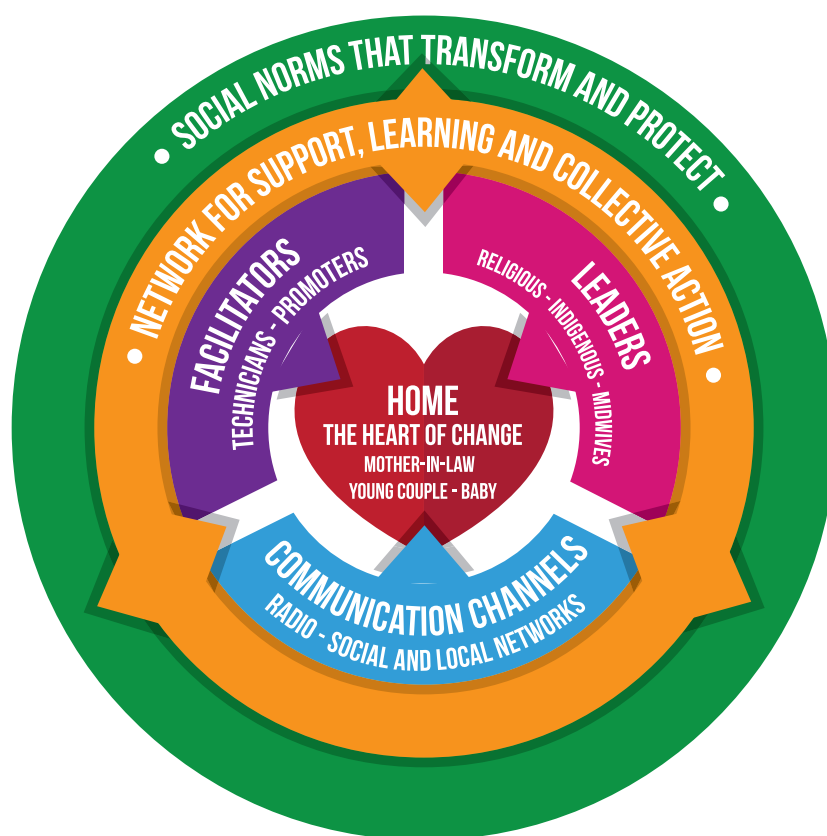 • SOCIAL NORMS THAT TRANSFORM AND PROTECT •
• NETWORK FOR SUPPORT, LEARNING AND COLLECTIVE ACTION •
FACILITATORS
TECHNICIANS - PROMOTERS
LEADERS
RELIGIOUS - INDIGENOUS - MIDWIVES
HOME
THE HEART OF CHANGE
MOTHER-IN-LAW
YOUNG COUPLE - BABY
COMMUNICATION CHANNELS
RADIO - SOCIAL AND LOCAL NETWORKS